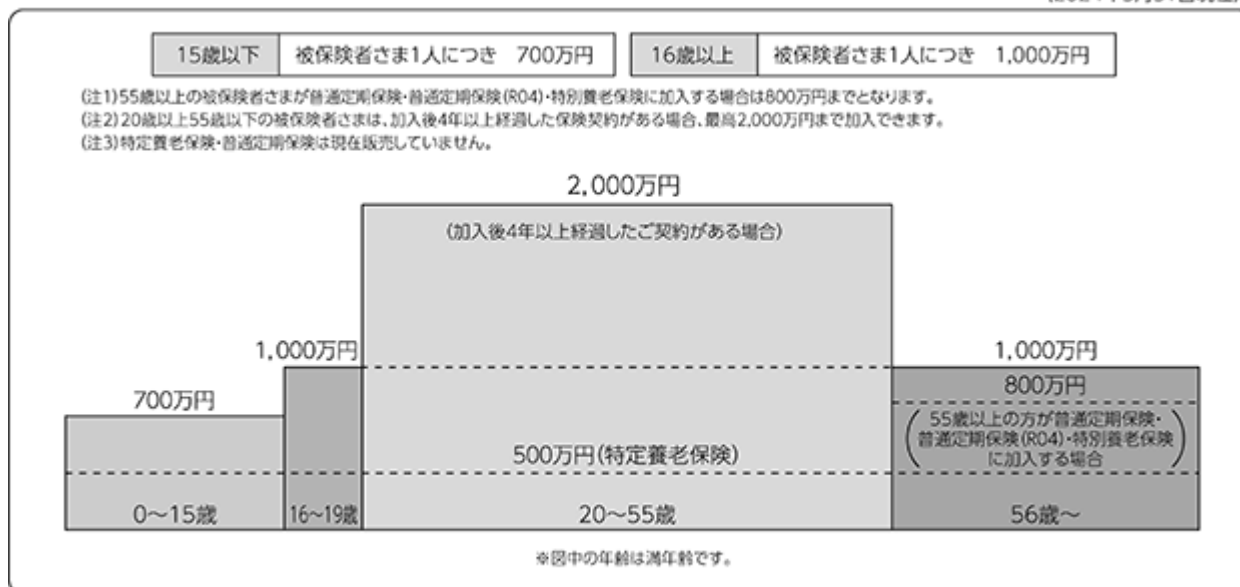 15歳以下 被保険者さま1人につき 700万円 16歳以上 被保険者さま1人につき 1,000万円
(注1)55歳以上の被保険者さまが普通定期保険・普通定期保険(R04)・特別養老保険に加入する場合は800万円までとなります。
(注2)20歳以上55歳以下の被保険者さまは、加入後4年以上経過した保険契約がある場合、最高2,000万円まで加入できます。
(注3)特定養老保険・普通定期保険は現在販売していません。
2,000万円
(加入後4年以上経過したご契約がある場合)
1,000万円 1,000万円
700万円 800万円
(55歳以上の方が普通定期保険・
普通定期保険(R04)・特別養老保険
に加入する場合)
500万円(特定養老保険)
0～15歳 16～19歳 20～55歳 56歳～
※図中の年齢は満年齢です。